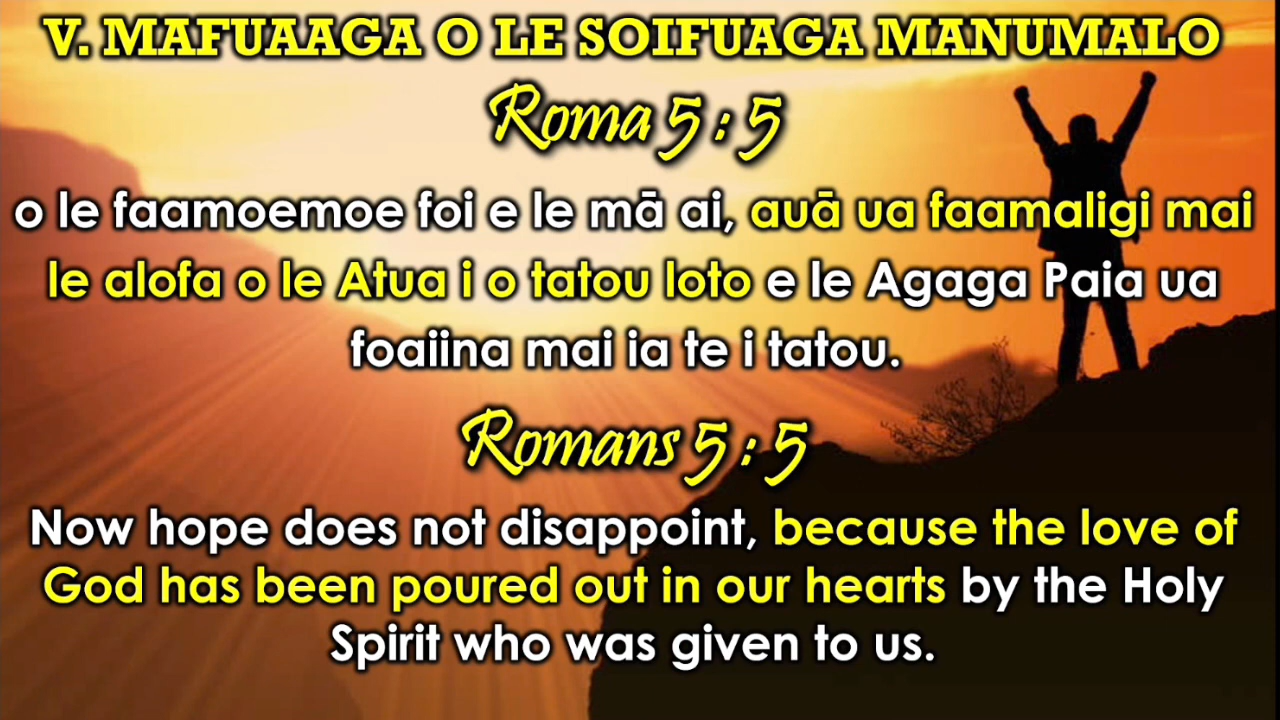 V. MAFUAAGA O LE SOIFUAGA MANUMALO
Roma 5 : 5
o le faamoemoe foi e le mā ai, auā ua faamaligi mai
le alofa o le Atua i o tatou loto e le Agaga Paia ua
foaiina mai ia te i tatou.
Romans 5 : 5
Now hope does not disappoint, because the love of
God has been poured out in our hearts by the Holy
Spirit who was given to us.